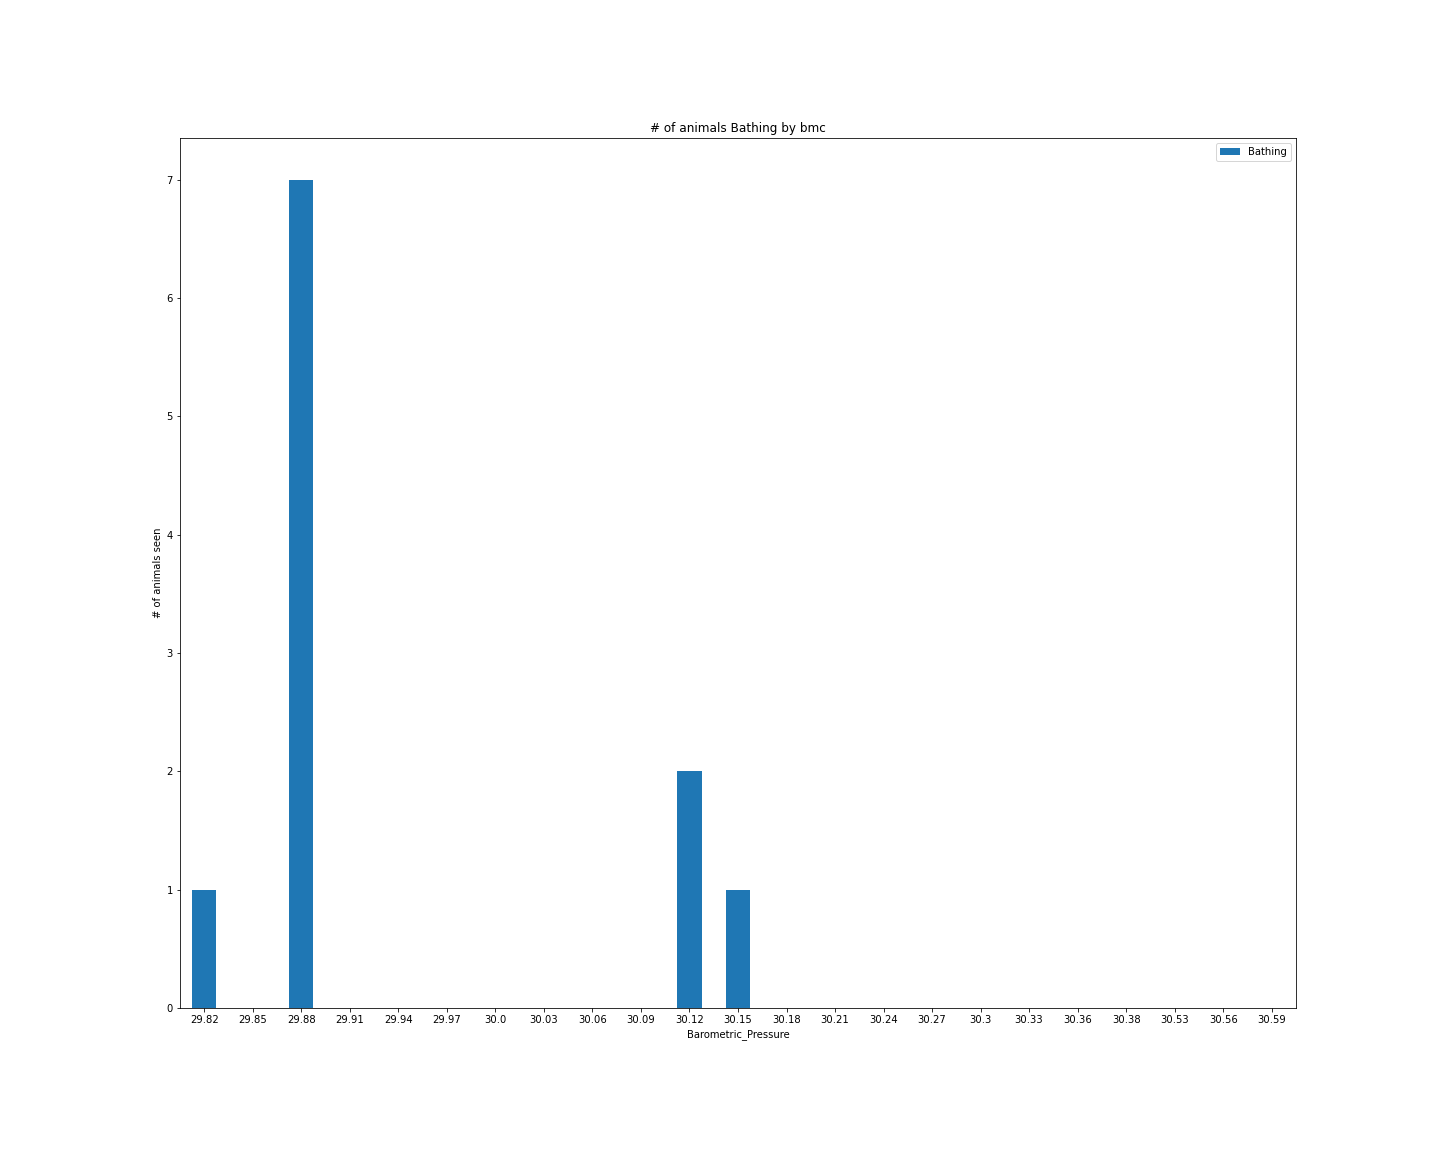 # of animals Bathing by bmc
Bathing
7
6
5
4
3
2
1
0
# of animals seen
29.82 29.85 29.88 29.91 29.94 29.97 30.0 30.03 30.06 30.09 30.12 30.15 30.18 30.21 30.24 30.27 30.3 30.33 30.36 30.38 30.53 30.56 30.59
Barometric_Pressure